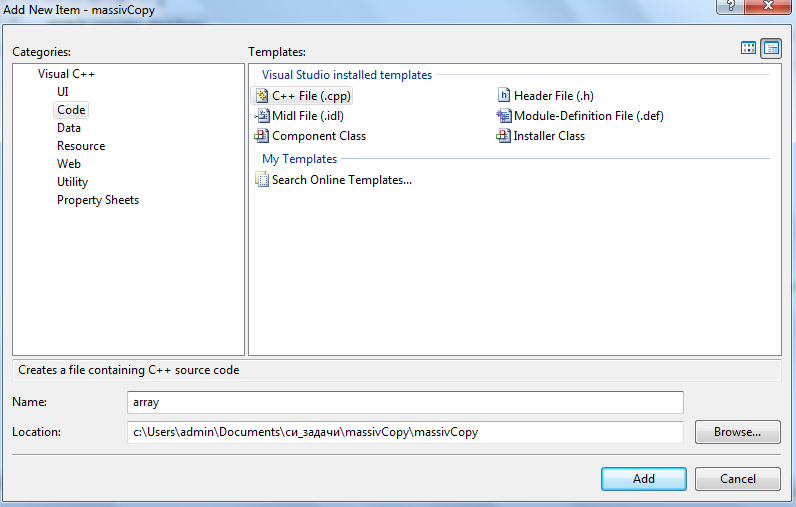 Add New Item - massivCopy
Categories:
Templates:
Visual C++
UI
Code
Data
Resource
Web
Utility
Property Sheets
Visual Studio installed templates
C++ File (.cpp)
Header File (.h)
Midl File (.idl)
Module-Definition File (.def)
Component Class
Installer Class
My Templates
Search Online Templates...
Creates a file containing C++ source code
Name:
array
Location:
c:\Users\admin\Documents\си_задачи\massivCopy\massivCopy
Browse...
Add
Cancel